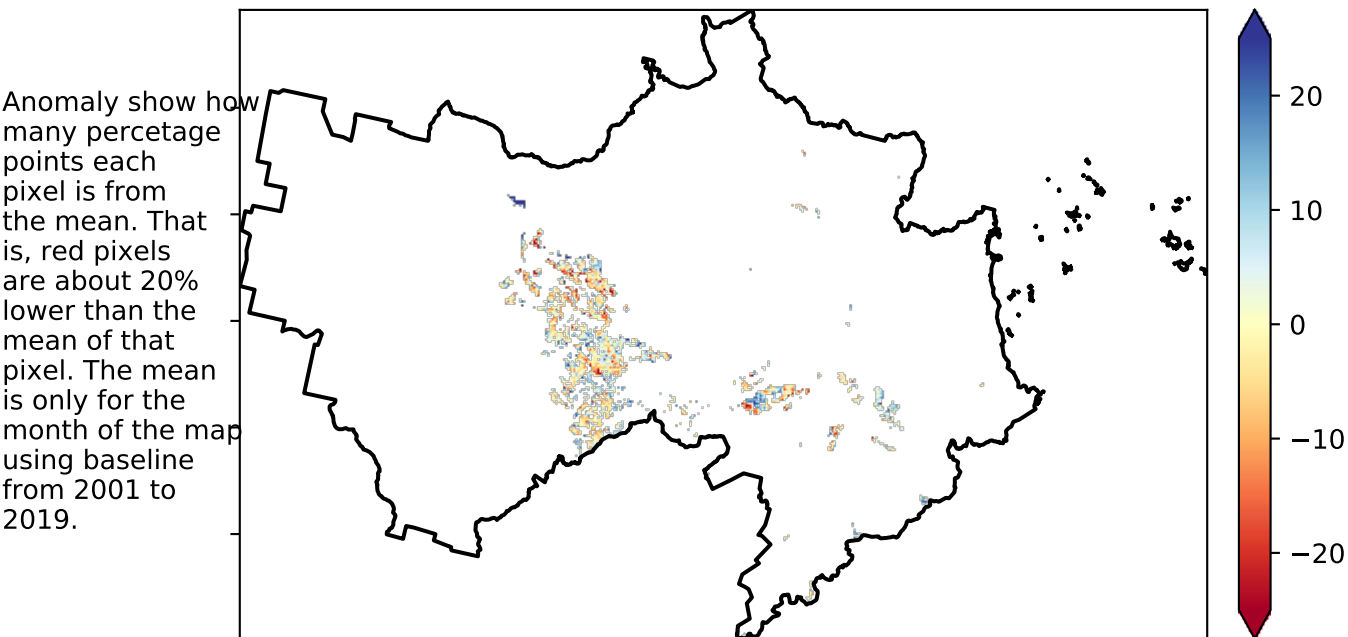 Anomaly show how
many percetage
points each
pixel is from
the mean. That
is, red pixels
are about 20%
lower than the
mean of that
pixel. The mean
is only for the
month of the map
using baseline
from 2001 to
2019.
20
10
0
−10
−20